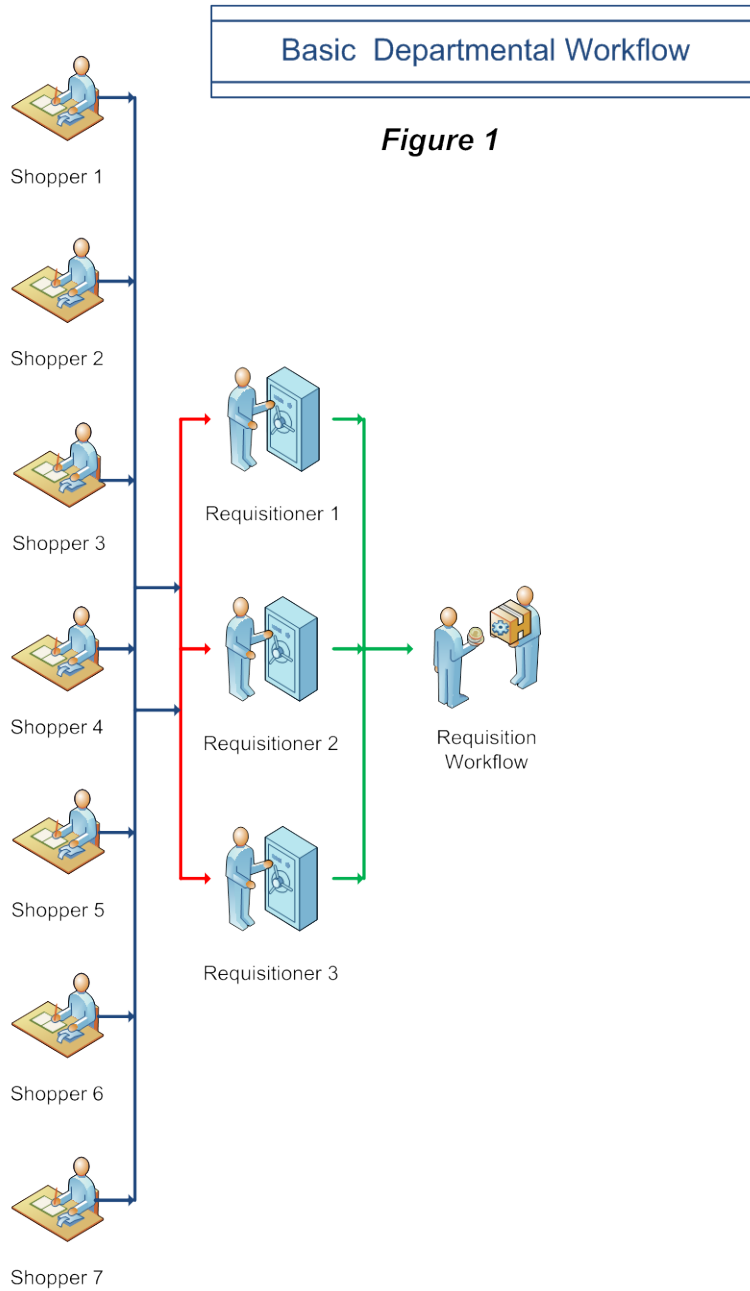 Basic Departmental Workflow
Figure 1
Shopper 1
Shopper 2
Shopper 3
Shopper 4
Shopper 5
Shopper 6
Shopper 7
Requisitioner 1
Requisitioner 2
Requisitioner 3
Requisition
Workflow